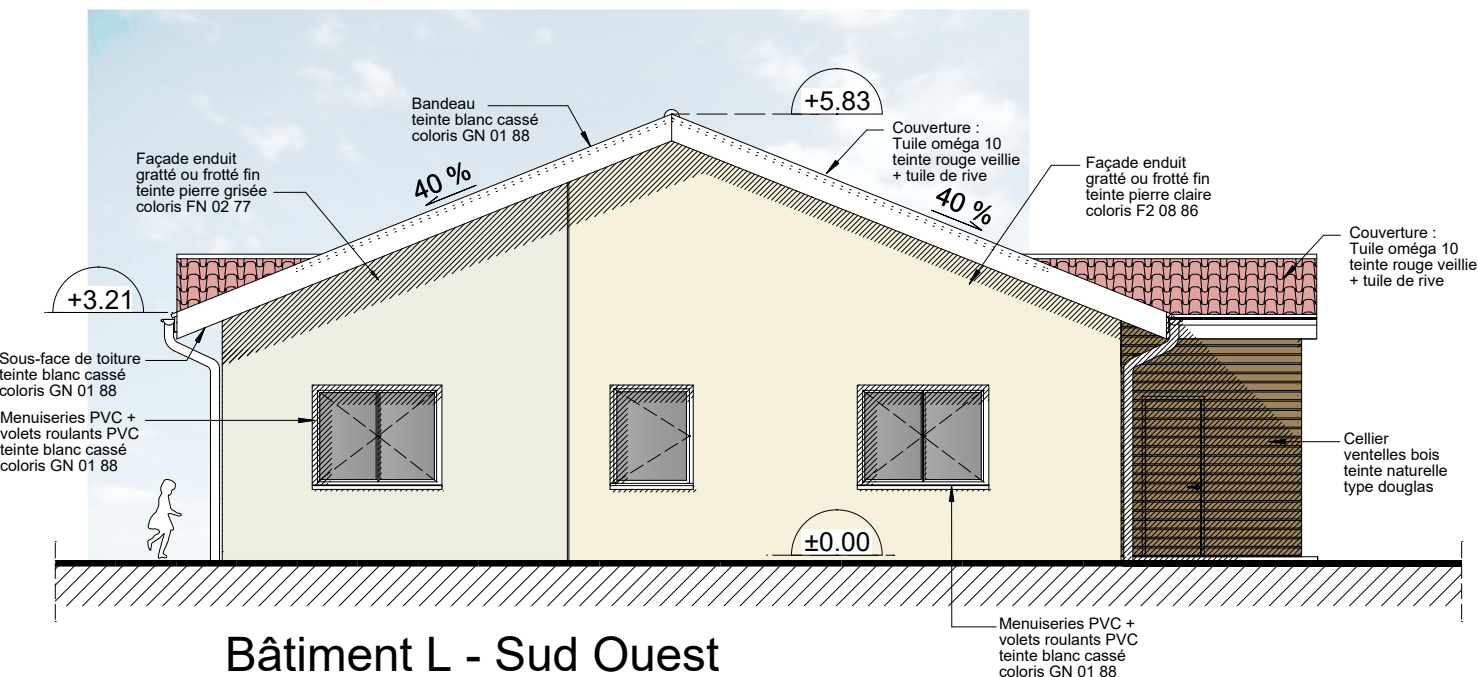 +5.83
Bandeau
teinte blanc cassé
coloris GN 01 88
Couverture :
Tuile oméga 10
teinte rouge veillie
+ tuile de rive
Façade enduit
gratté ou frotté fin
teinte pierre grisée
coloris FN 02 77
40 %
40 %
Façade enduit
gratté ou frotté fin
teinte pierre claire
coloris F2 08 86
Couverture :
Tuile oméga 10
teinte rouge veillie
+ tuile de rive
+3.21
Sous-face de toiture
teinte blanc cassé
coloris GN 01 88
Menuiseries PVC +
volets roulants PVC
teinte blanc cassé
coloris GN 01 88
Cellier
ventelles bois
teinte naturelle
type douglas
±0.00
Menuiseries PVC +
volets roulants PVC
teinte blanc cassé
coloris GN 01 88
Bâtiment L - Sud Ouest